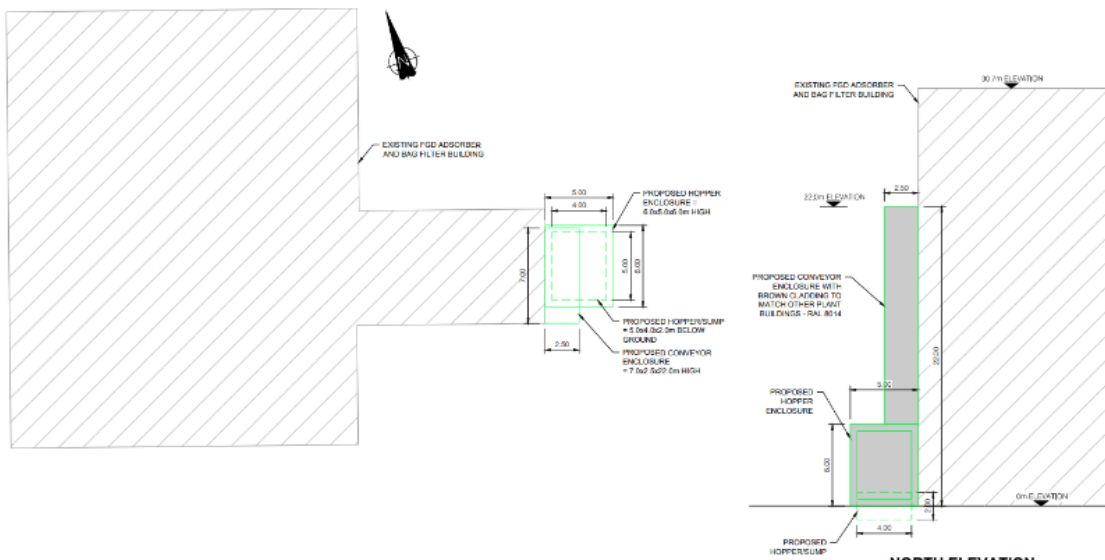 EXISTING FGD ADSORBER
AND BAG FILTER BUILDING
5.00
4.00
PROPOSED HOPPER
ENCLOSURE =
6.0x5.0x6.0m HIGH
7.00
5.00
6.00
PROPOSED HOPPER/SUMP
= 5.0x4.0x2.0m BELOW
GROUND
2.50
PROPOSED CONVEYOR
ENCLOSURE
= 7.0x2.5x22.0m HIGH
30.7m ELEVATION
EXISTING FGD ADSORBER
AND BAG FILTER BUILDING
2.50
22.0m ELEVATION
PROPOSED CONVEYOR
ENCLOSURE WITH
BROWN CLADDING TO
MATCH OTHER PLANT
BUILDINGS - RAL 8014
22.00
5.00
PROPOSED
HOPPER
ENCLOSURE
6.00
0m ELEVATION
2.00
4.00
PROPOSED
HOPPER/SUMP
NORTH ELEVATION